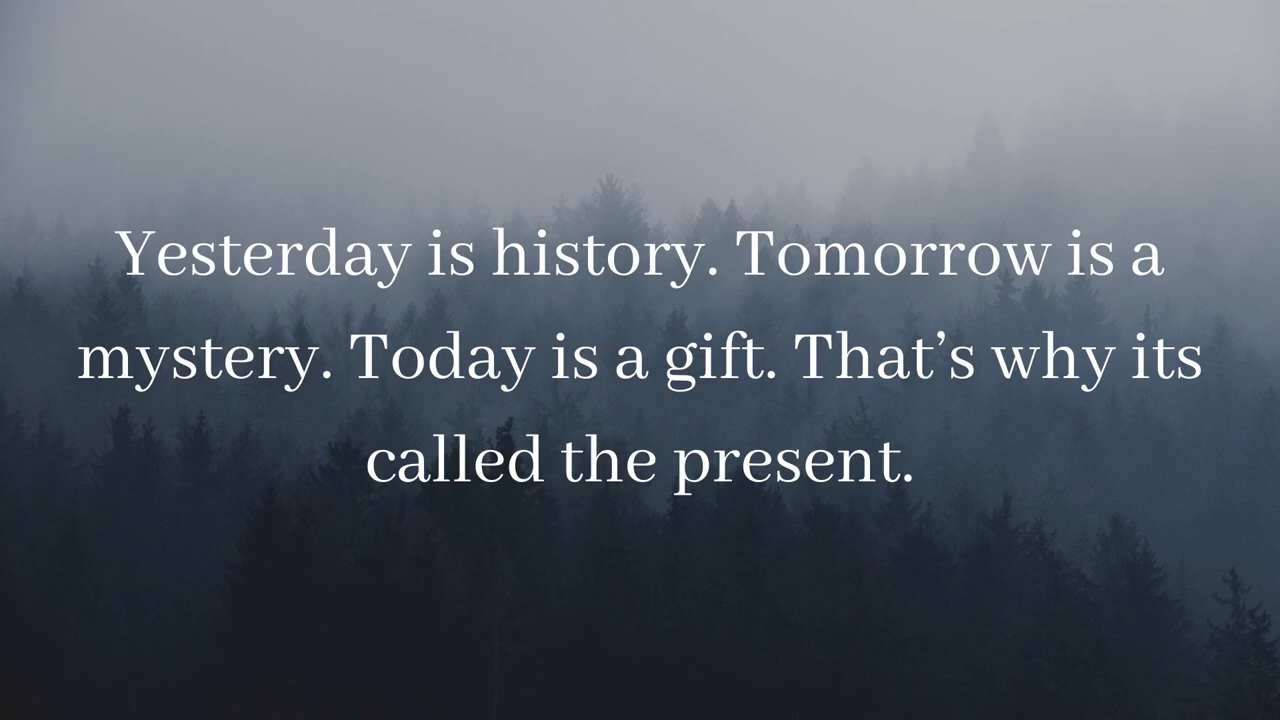 Yesterday is history. Tomorrow is a
mystery. Today is a gift. That’s why its
called the present.